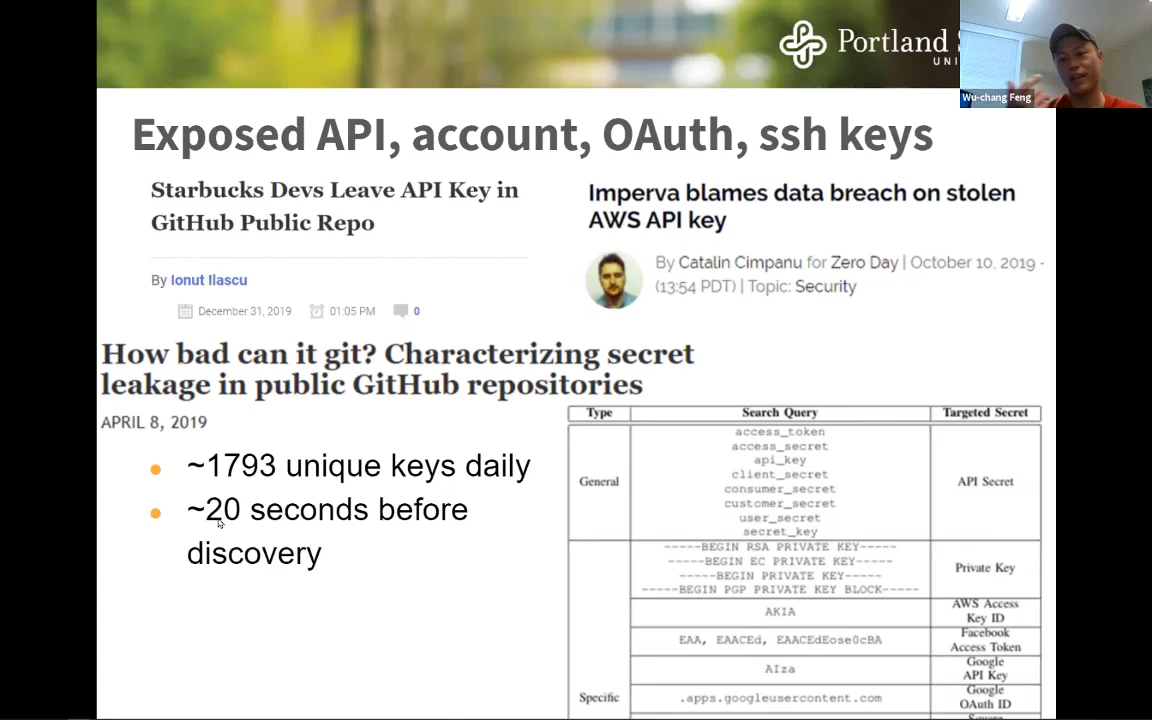 Portland
UNI
Wu-chang Feng
Exposed API, account, OAuth, ssh keys
Starbucks Devs Leave API Key in
GitHub Public Repo
By Ionut Ilascu
December 31, 2019 01:05 PM 0
Imperva blames data breach on stolen
AWS API key
By Catalin Cimpanu for Zero Day | October 10, 2019 -
(13:54 PDT) | Topic: Security
How bad can it git? Characterizing secret
leakage in public GitHub repositories
APRIL 8, 2019
~1793 unique keys daily
~20 seconds before
discovery
Type Search Query Targeted Secret
General
access_token
access_secret
api_key
client_secret
consumer_secret
customer_secret
user_secret
secret_key
API Secret
Specific
-----BEGIN RSA PRIVATE KEY-----
-----BEGIN EC PRIVATE KEY-----
-----BEGIN PRIVATE KEY-----
-----BEGIN PGP PRIVATE KEY BLOCK-----
Private Key
AKIA
AWS Access
Key ID
EAA, EAACEd, EAACEdEose0cBA
Facebook
Access Token
AIza
Google
API Key
.apps.googleusercontent.com
Google
OAuth ID